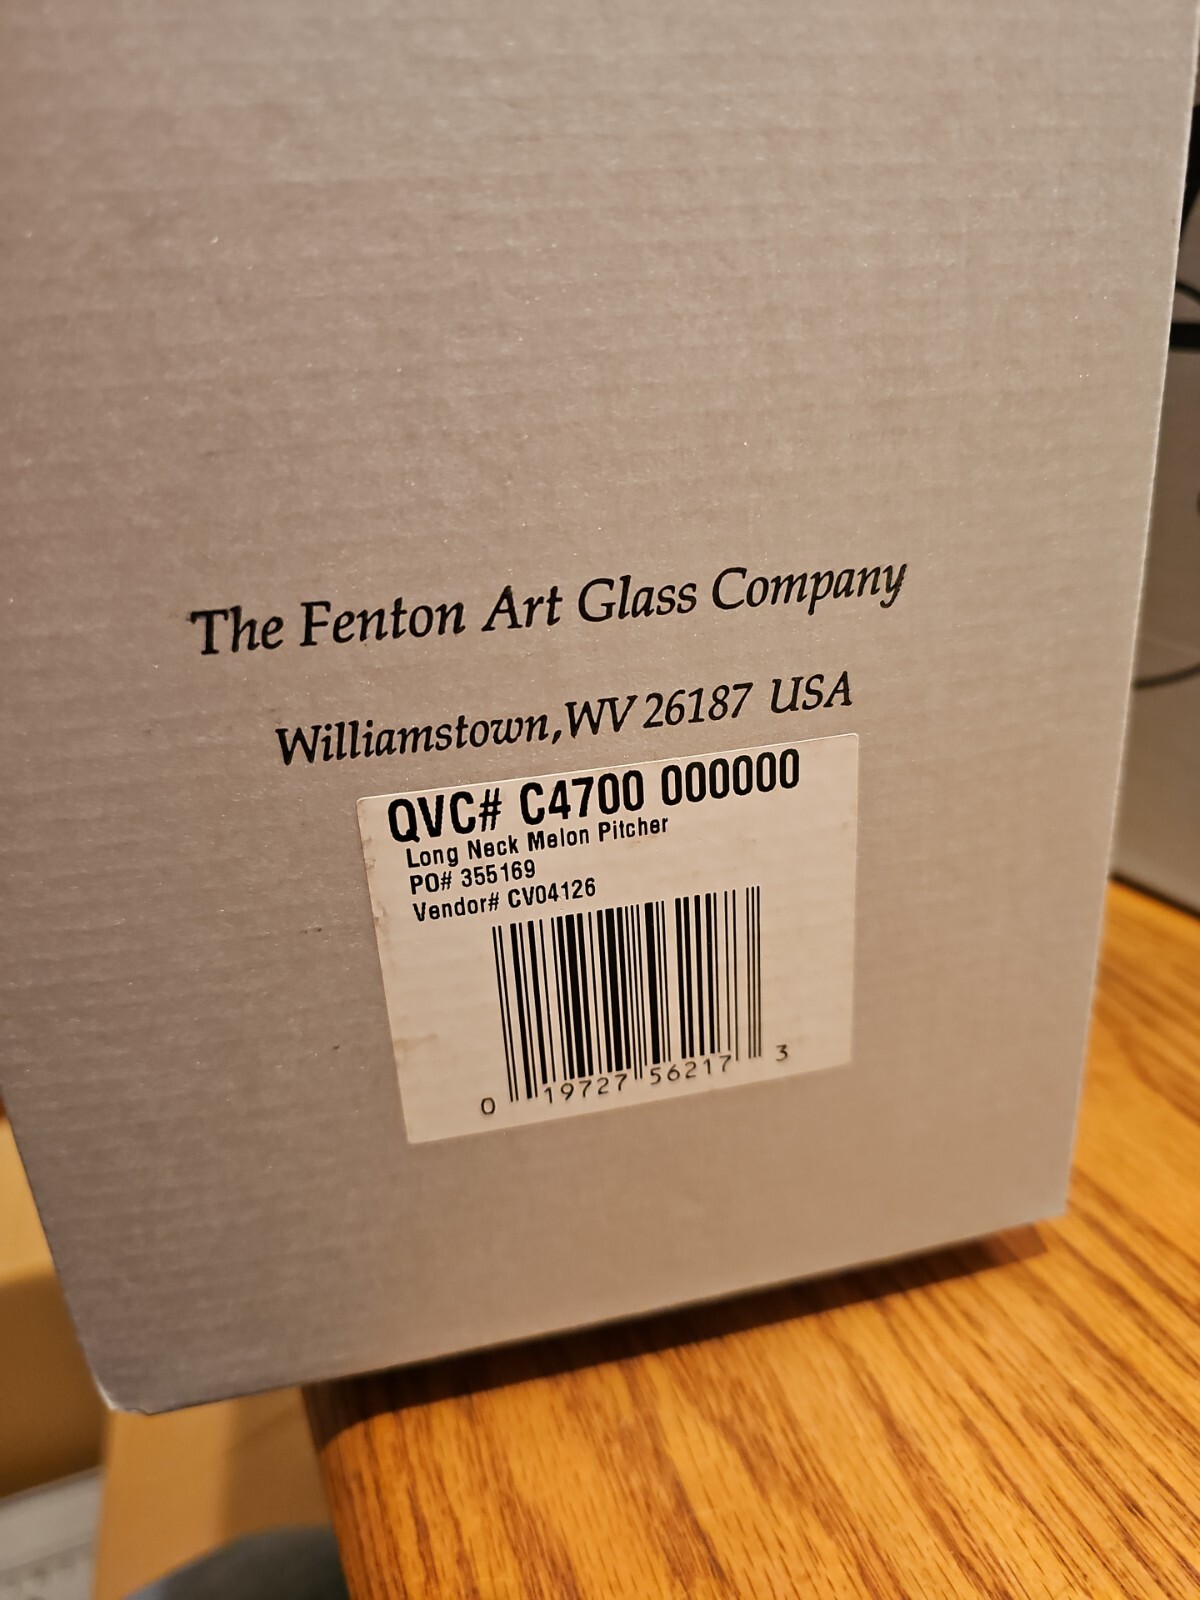 The Fenton Art Glass Company
Williamstown, WV 26187 USA
QVC# C4700 000000
Long Neck Melon Pitcher
PO# 355169
Vendor# CV04126
0 19727 56217 3